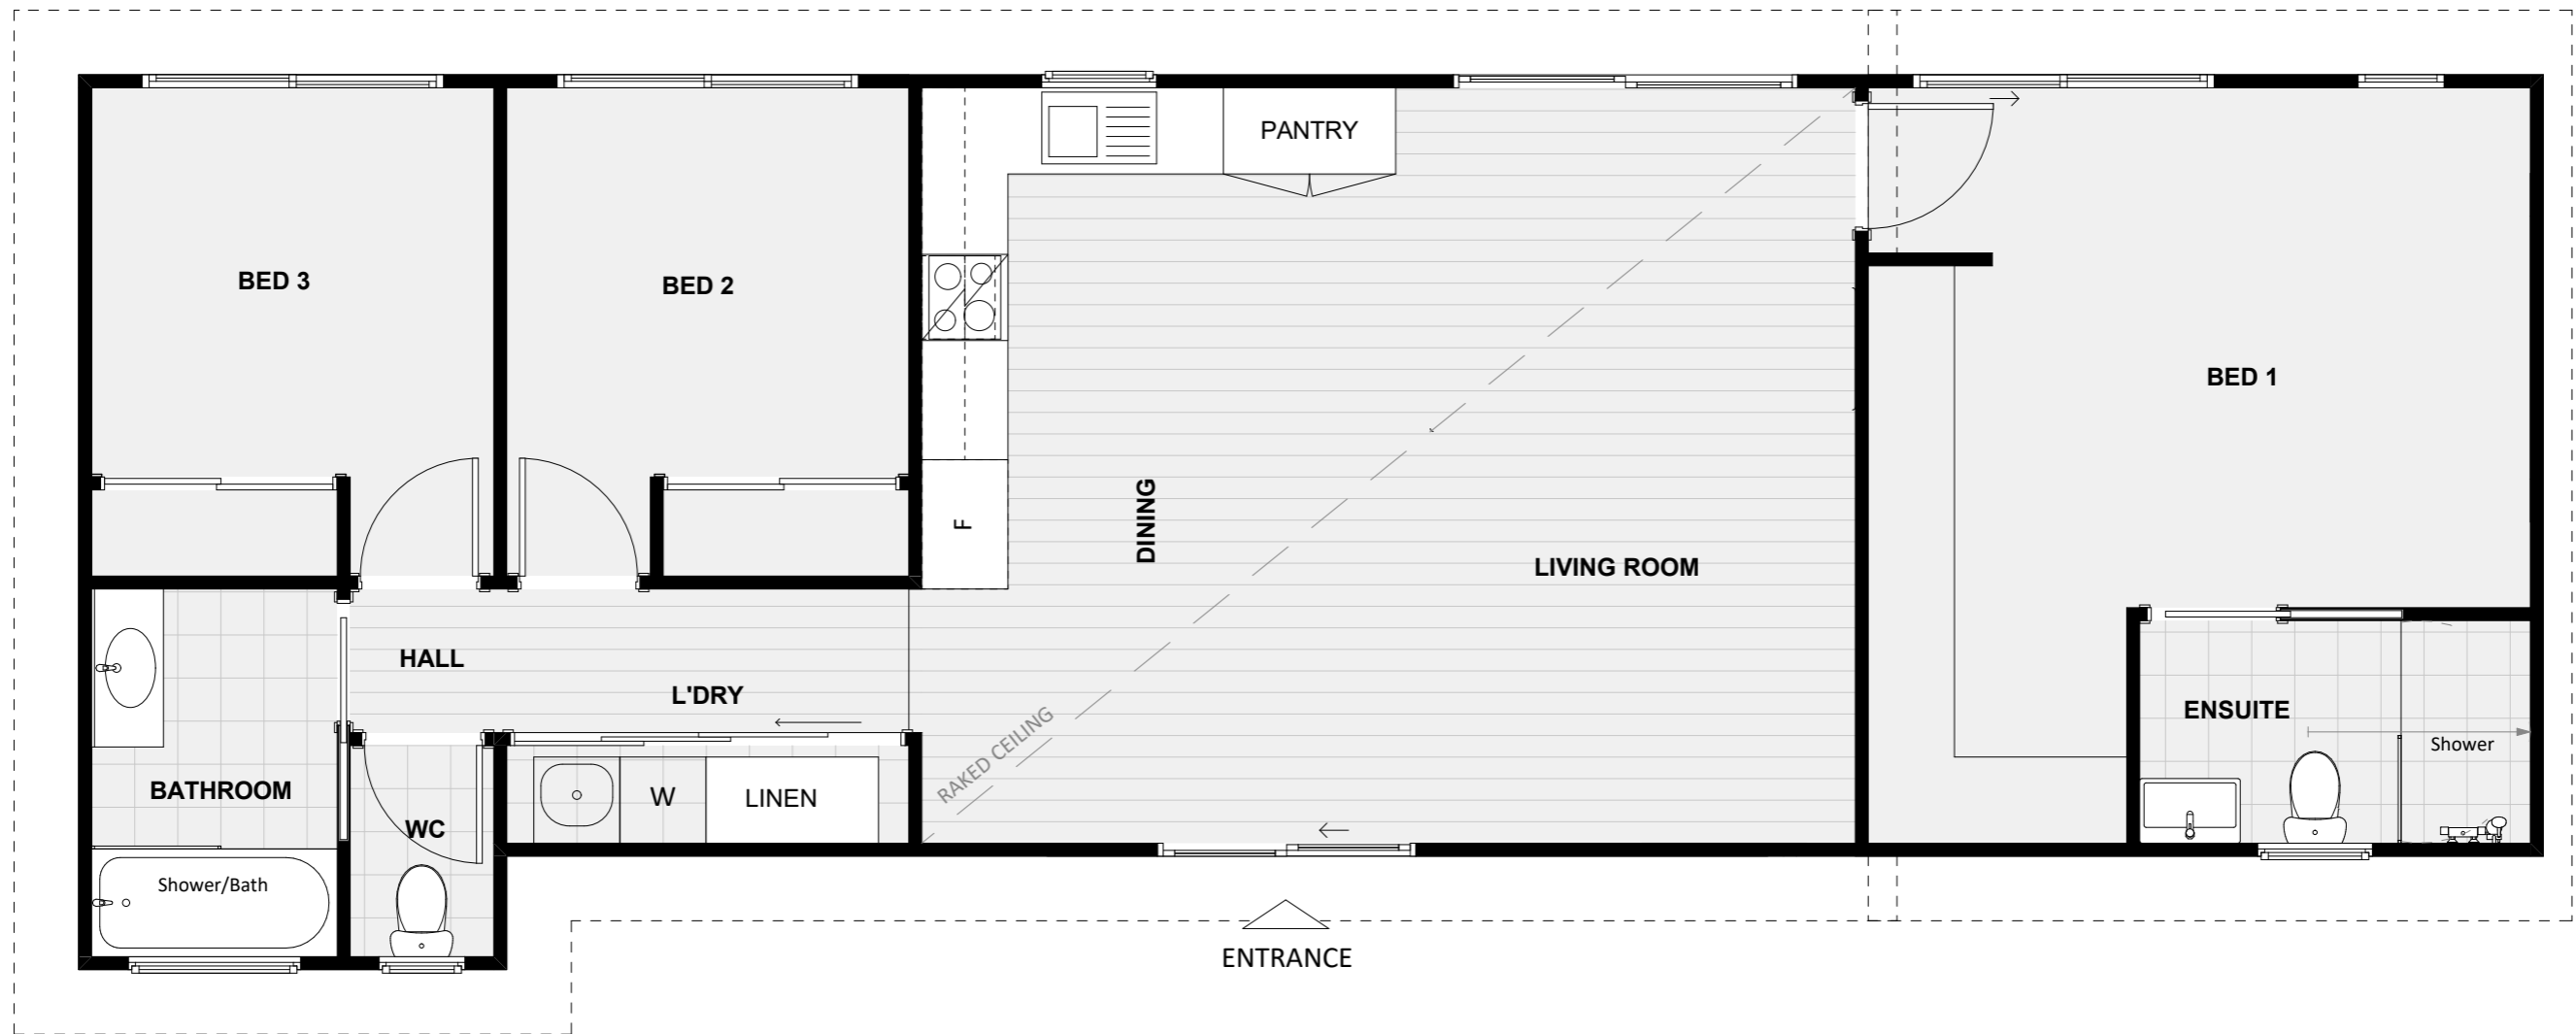 PANTRY
BED 3
BED 2
BED 1
F
DINING
LIVING ROOM
HALL
L'DRY
ENSUITE
Shower
RAKED CEILING
BATHROOM
W
LINEN
WC
Shower/Bath
ENTRANCE